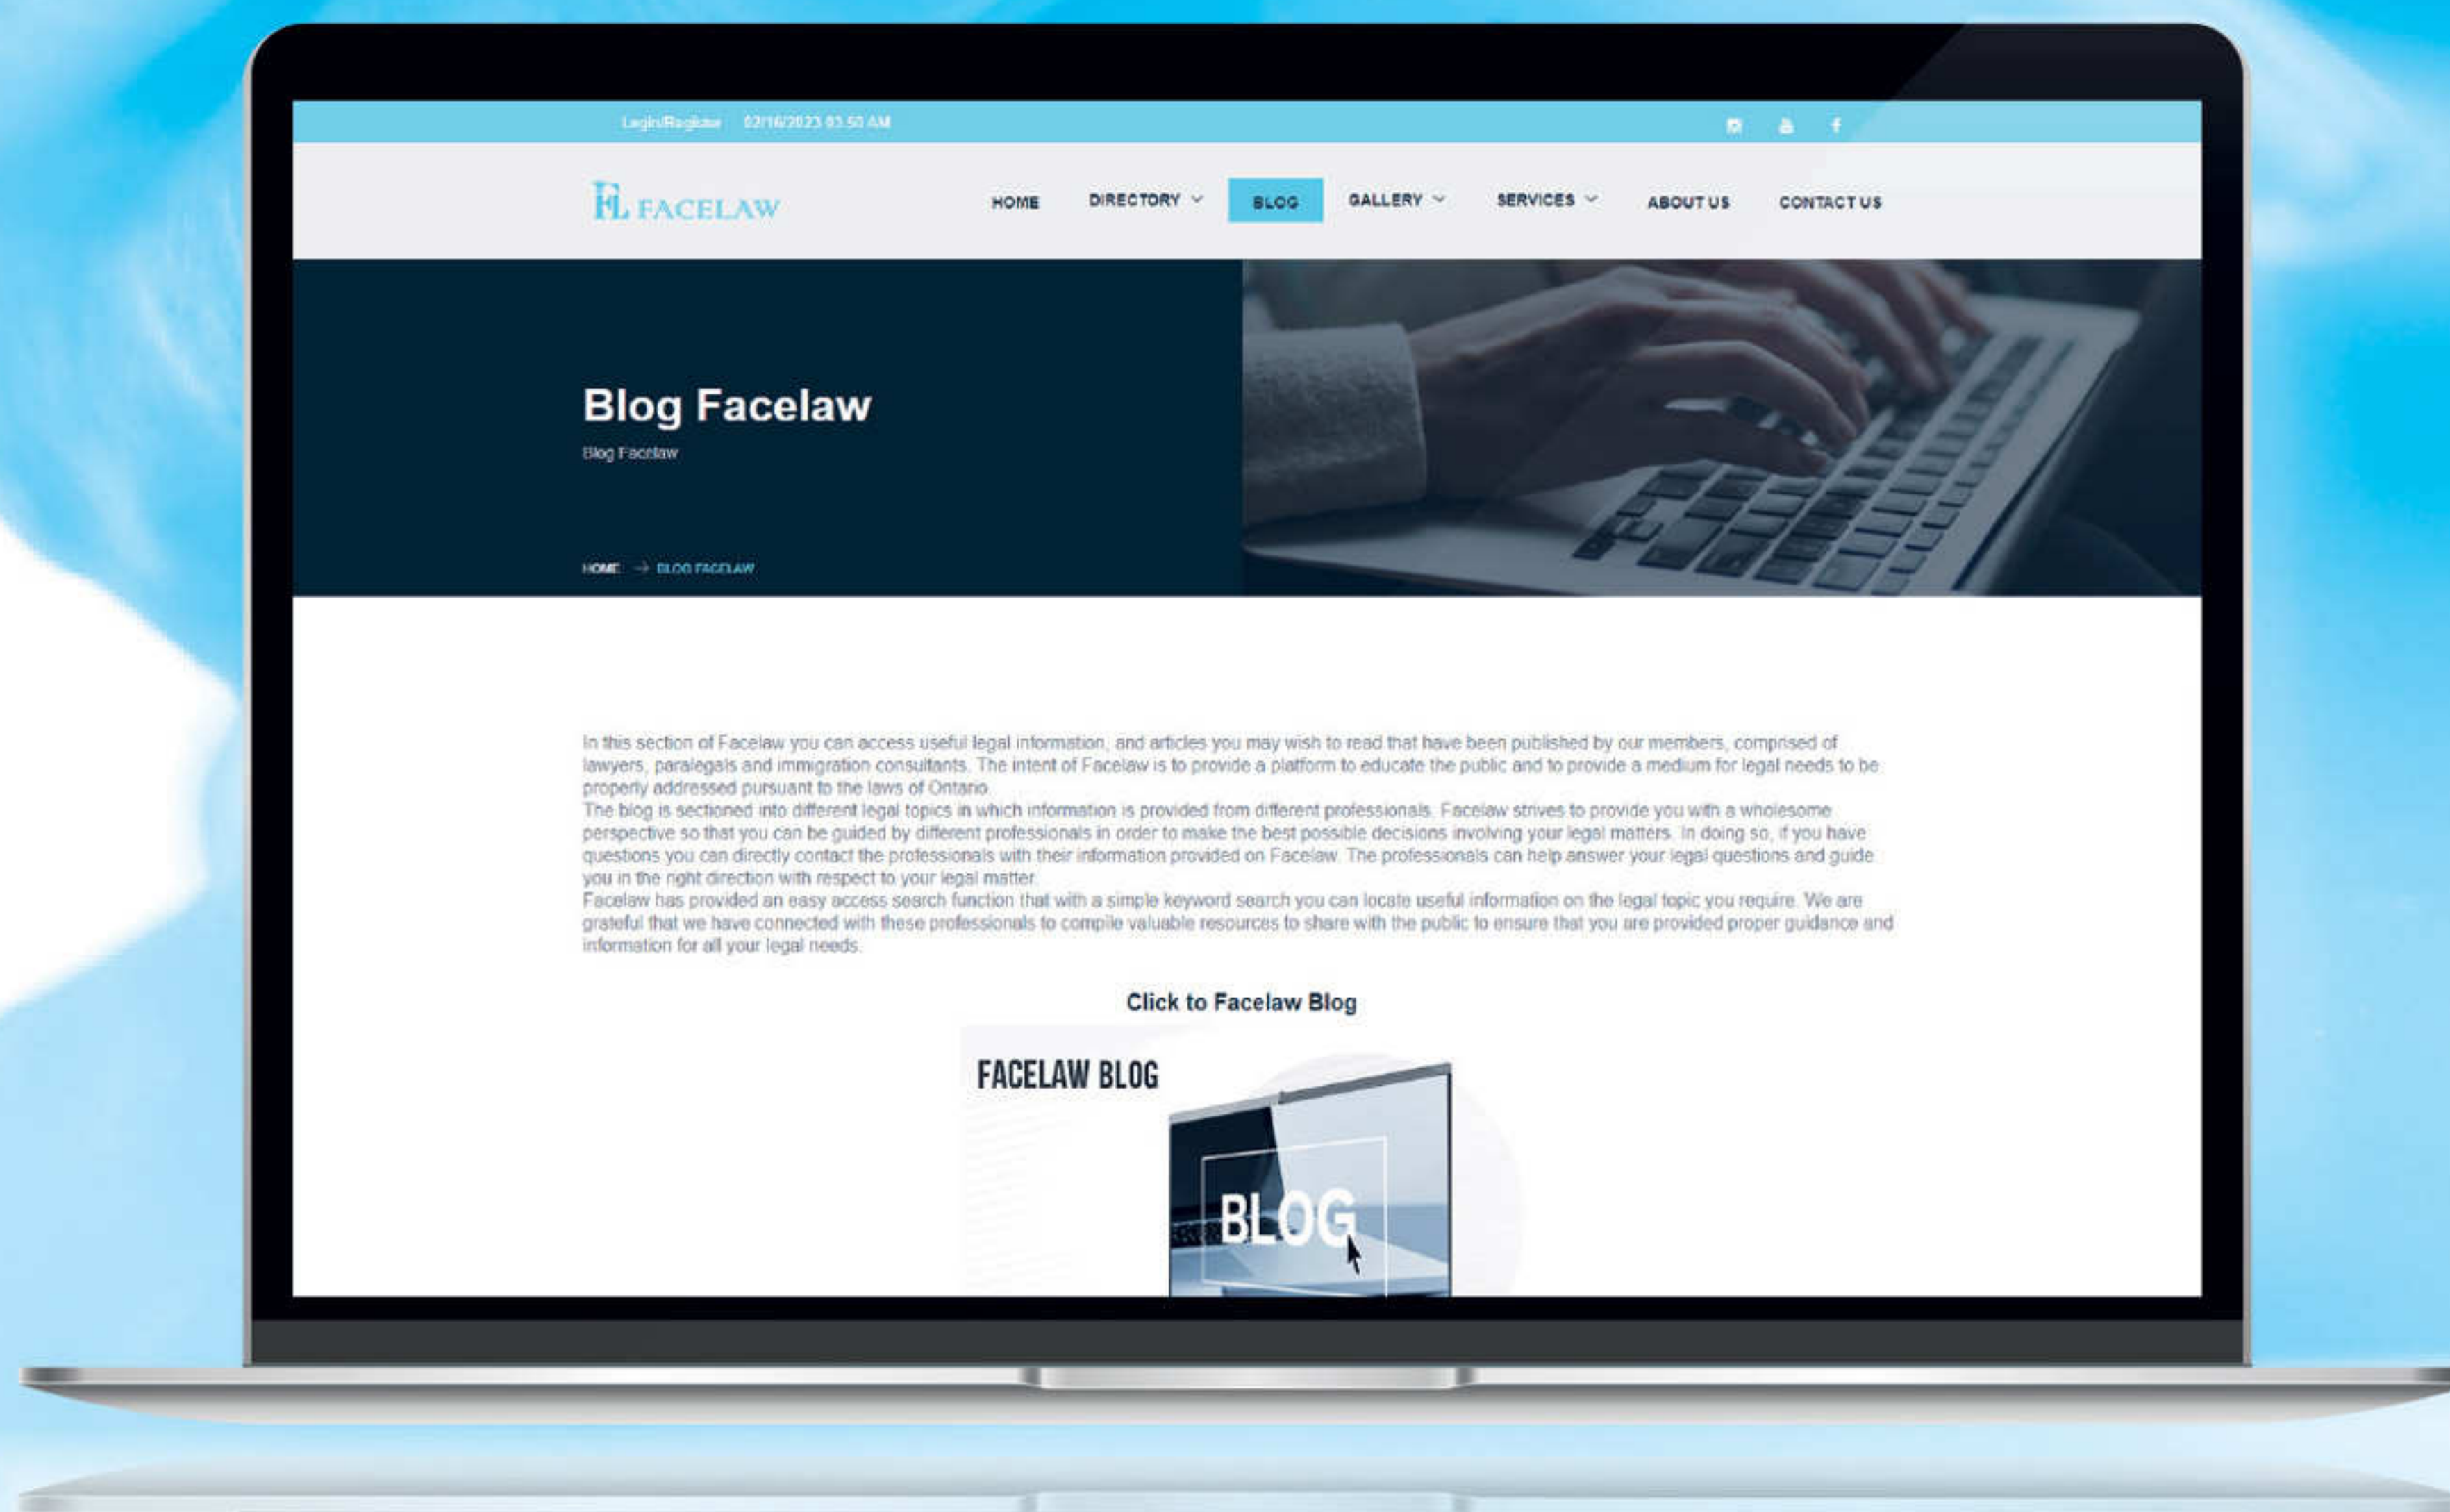 Login/Register 02/16/2023 03:50 AM
FL FACELAW
HOME DIRECTORY BLOG GALLERY SERVICES ABOUT US CONTACT US
Blog Facelaw
Blog Facelaw
HOME → BLOG FACELAW
In this section of Facelaw you can access useful legal information, and articles you may wish to read that have been published by our members, comprised of
lawyers, paralegals and immigration consultants. The intent of Facelaw is to provide a platform to educate the public and to provide a medium for legal needs to be
properly addressed pursuant to the laws of Ontario.
The blog is sectioned into different legal topics in which information is provided from different professionals. Facelaw strives to provide you with a wholesome
perspective so that you can be guided by different professionals in order to make the best possible decisions involving your legal matters. In doing so, if you have
questions you can directly contact the professionals with their information provided on Facelaw. The professionals can help answer your legal questions and guide
you in the right direction with respect to your legal matter.
Facelaw has provided an easy access search function that with a simple keyword search you can locate useful information on the legal topic you require. We are
grateful that we have connected with these professionals to compile valuable resources to share with the public to ensure that you are provided proper guidance and
information for all your legal needs.
Click to Facelaw Blog
FACELAW BLOG
BLOG